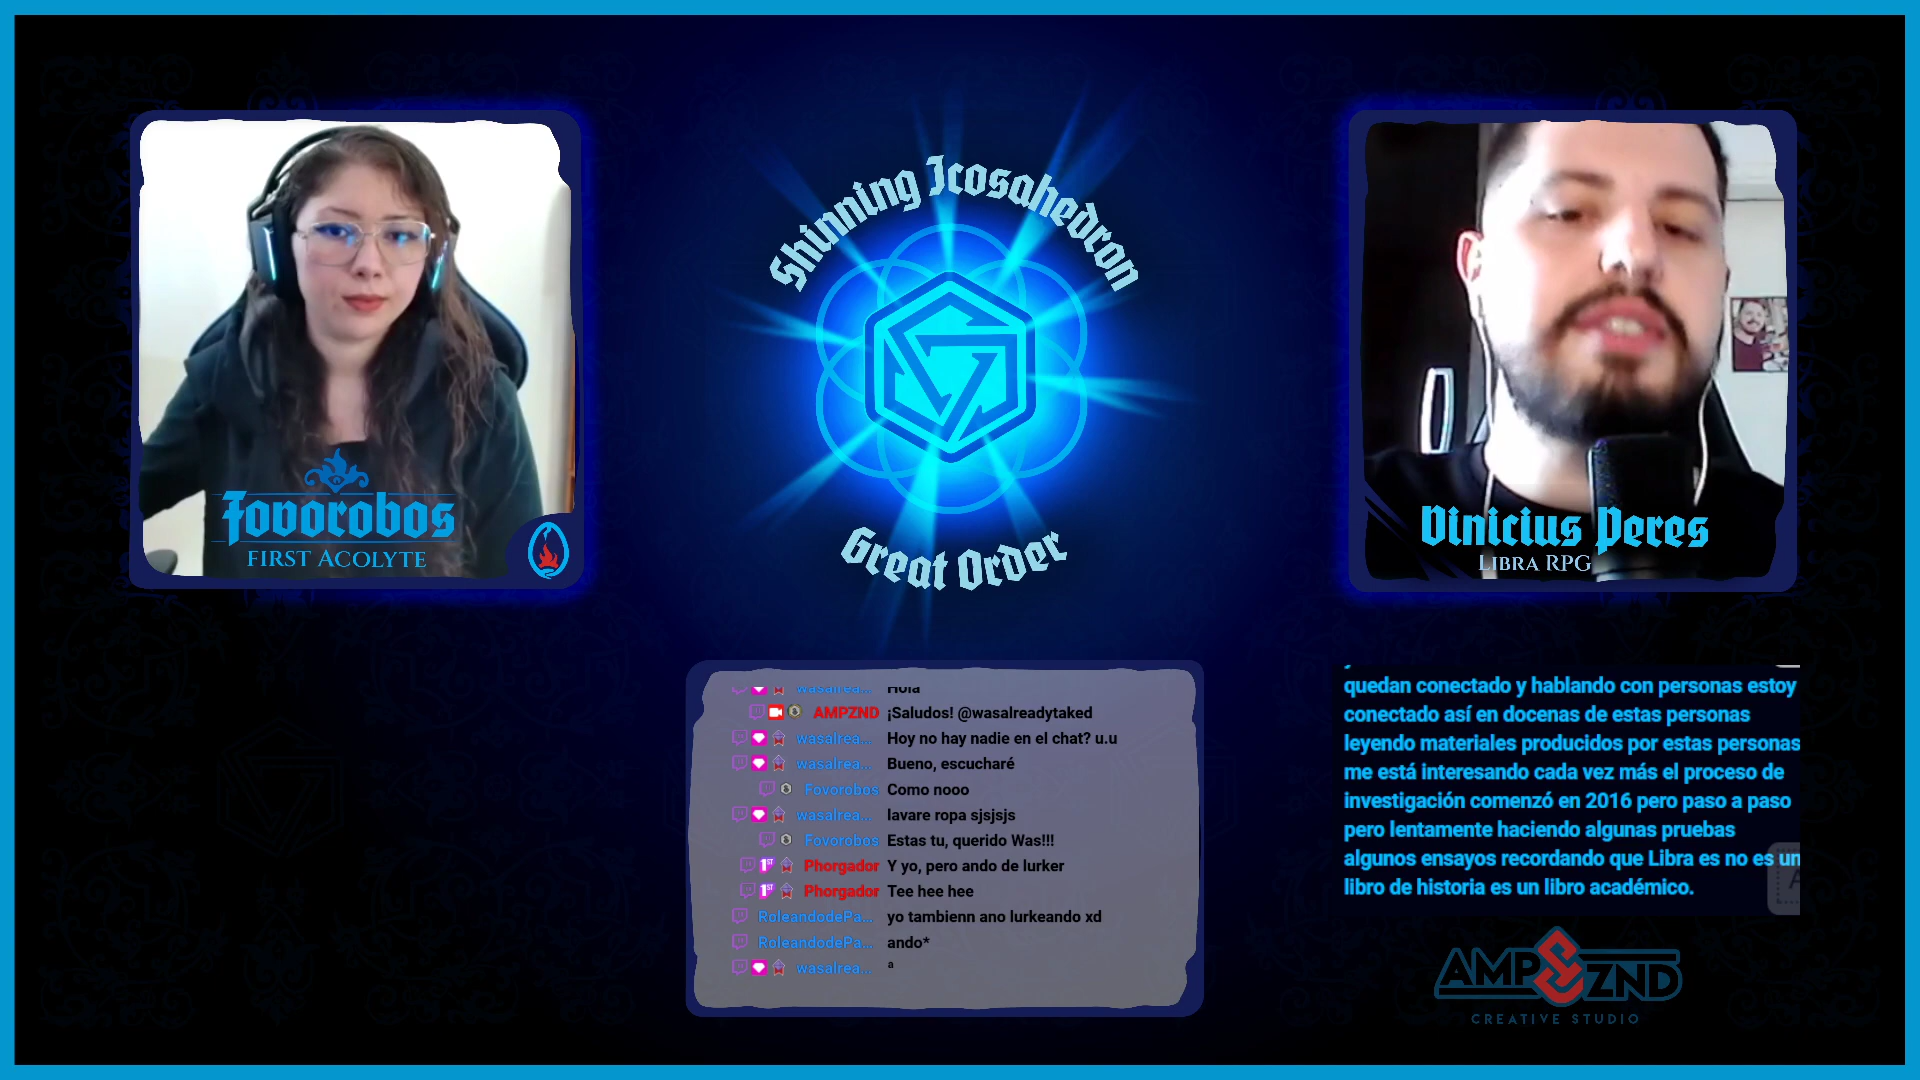 Shinning Icosahedron
Great Order
Fovorobos
FIRST ACOLYTE
Vinicius Peres
LIBRA RPG
wasalrea... Hola
AMPZND ¡Saludos! @wasalreadytaked
wasalrea... Hoy no hay nadie en el chat? u.u
wasalrea... Bueno, escucharé
Fovorobos Como nooo
wasalrea... lavare ropa sjsjsjs
Fovorobos Estas tu, querido Was!!!
1ST Phorgador Y yo, pero ando de lurker
1ST Phorgador Tee hee hee
RoleandodePa... yo tambienn ano lurkeando xd
RoleandodePa... ando*
wasalrea... a
quedan conectado y hablando con personas estoy
conectado así en docenas de estas personas
leyendo materiales producidos por estas personas
me está interesando cada vez más el proceso de
investigación comenzó en 2016 pero paso a paso
pero lentamente haciendo algunas pruebas
algunos ensayos recordando que Libra es no es un
libro de historia es un libro académico.
AMP&ZND
CREATIVE STUDIO